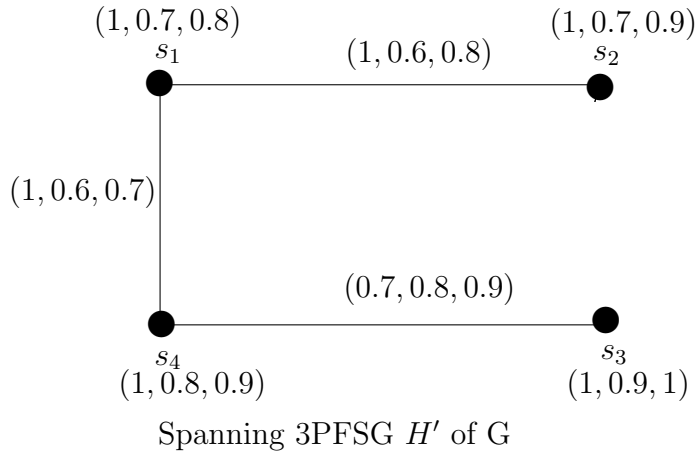 (1, 0.7, 0.8)
s₁
(1, 0.6, 0.8)
(1, 0.7, 0.9)
s₂
(1, 0.6, 0.7)
(0.7, 0.8, 0.9)
s₄
(1, 0.8, 0.9)
s₃
(1, 0.9, 1)
Spanning 3PFSG H′ of G